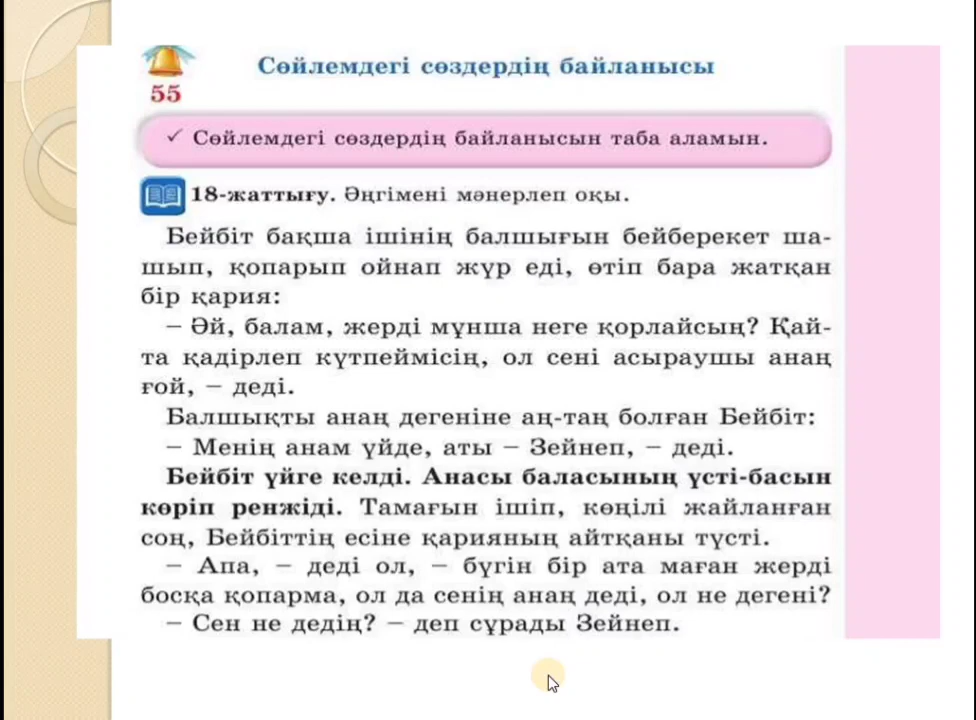 Сөйлемдегі сөздердің байланысы
55
✓ Сөйлемдегі сөздердің байланысын таба аламын.
18-жаттығу. Әңгімені мәнерлеп оқы.
Бейбіт бақша ішінің балшығын бейберекет ша-
шып, қопарып ойнап жүр еді, өтіп бара жатқан
бір қария:
– Әй, балам, жерді мұнша неге қорлайсың? Қай-
та қадірлеп күтпеймісің, ол сені асыраушы анаң
ғой, – деді.
Балшықты анаң дегеніне аң-таң болған Бейбіт:
– Менің анам үйде, аты – Зейнеп, – деді.
Бейбіт үйге келді. Анасы баласының үсті-басын
көріп ренжіді. Тамағын ішіп, көңілі жайланған
соң, Бейбіттің есіне қарияның айтқаны түсті.
– Апа, – деді ол, – бүгін бір ата маған жерді
босқа қопарма, ол да сенің анаң деді, ол не дегені?
– Сен не дедің? – деп сұрады Зейнеп.